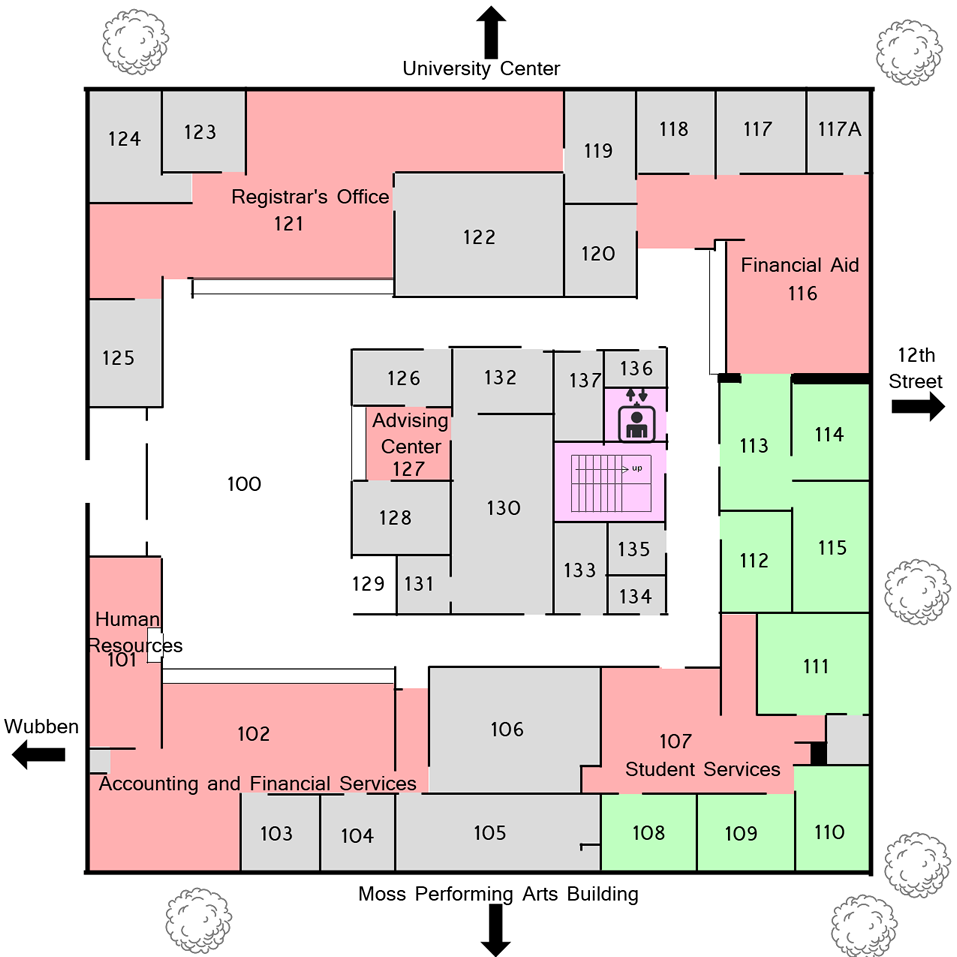 University Center
124
123
119
118
117
117A
Registrar's Office
121
122
120
Financial Aid
116
125
126
132
137
136
12th
Street
Advising
Center
127
113
114
100
up
128
130
112
115
129
131
133
135
134
Human
Resources
101
111
Wubben
102
106
107
Student Services
Accounting and Financial Services
103
104
105
108
109
110
Moss Performing Arts Building